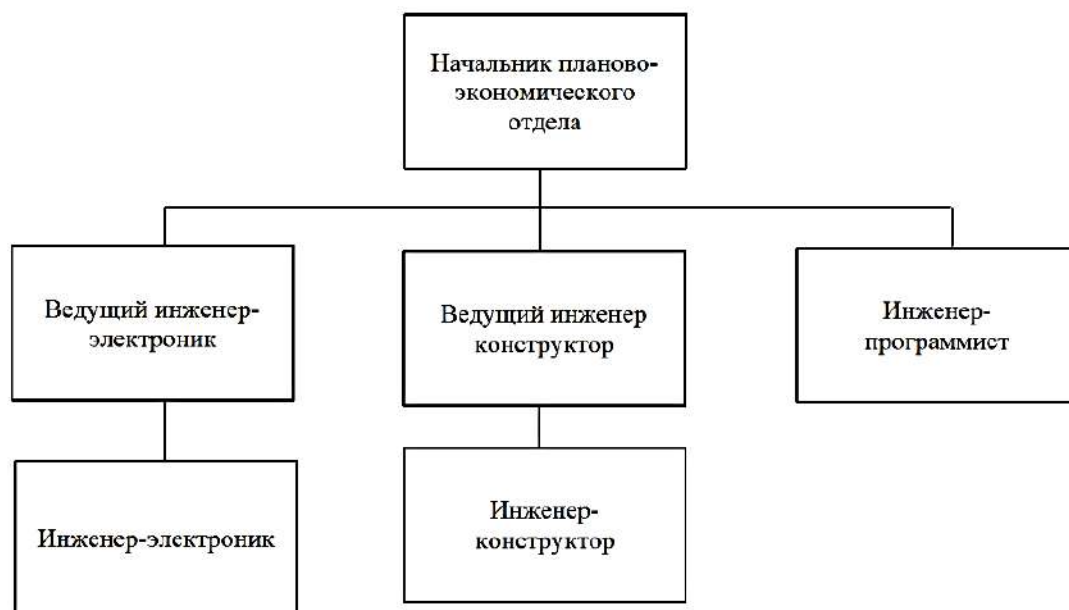 Начальник планово-
экономического
отдела
Ведущий инженер-
электроник
Ведущий инженер
конструктор
Инженер-
программист
Инженер-электроник
Инженер-
конструктор